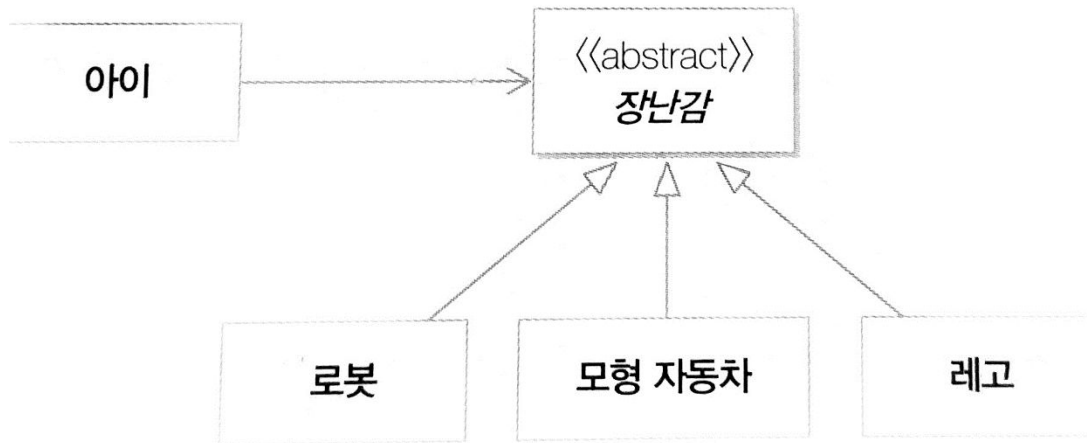 아이
《abstract》
장난감
로봇
모형 자동차
레고